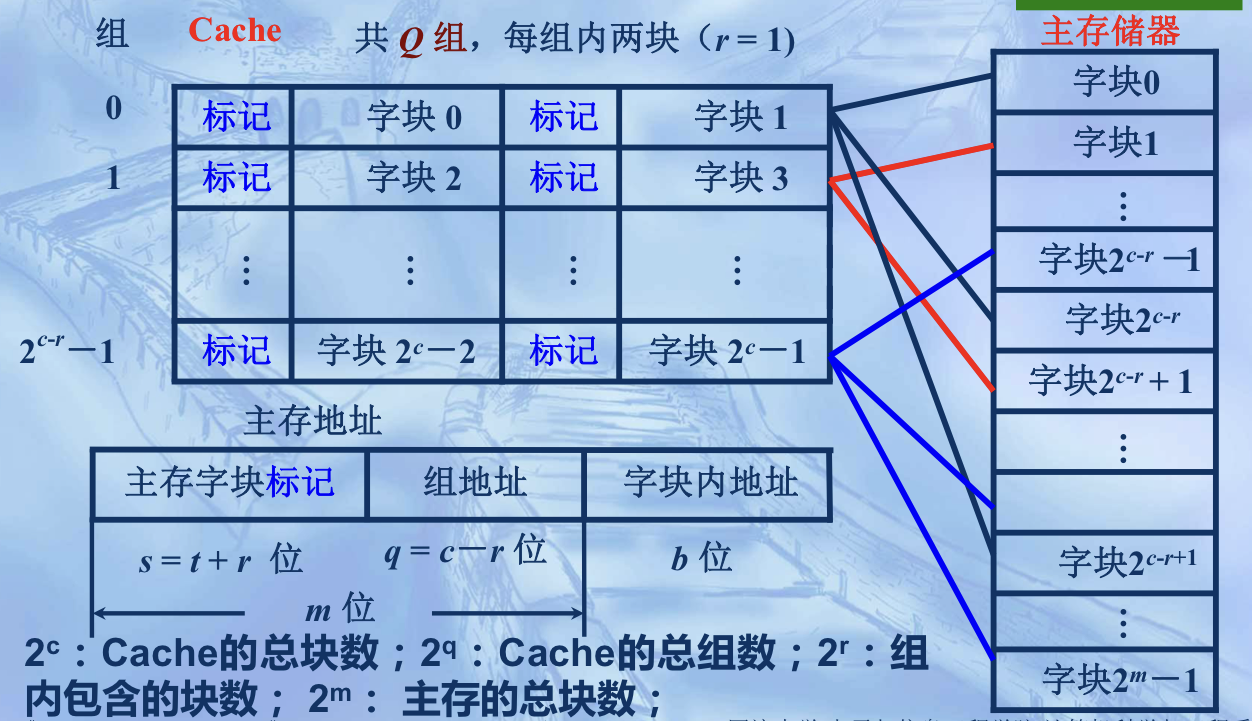 组 Cache 共 Q 组，每组内两块（r = 1）
主存储器
0 标记 字块 0 标记 字块 1
1 标记 字块 2 标记 字块 3
⋮ ⋮ ⋮ ⋮
2^{c-r}－1 标记 字块 2^c－2 标记 字块 2^c－1
字块0
字块1
⋮
字块2^{c-r}－1
字块2^{c-r}
字块2^{c-r}+ 1
⋮
字块2^{c-r+1}
⋮
字块2^m－1
主存地址
主存字块标记 组地址 字块内地址
s = t + r 位 q = c－r 位 b 位
m 位
2^c：Cache的总块数；2^q：Cache的总组数；2^r：组
内包含的块数； 2^m： 主存的总块数；